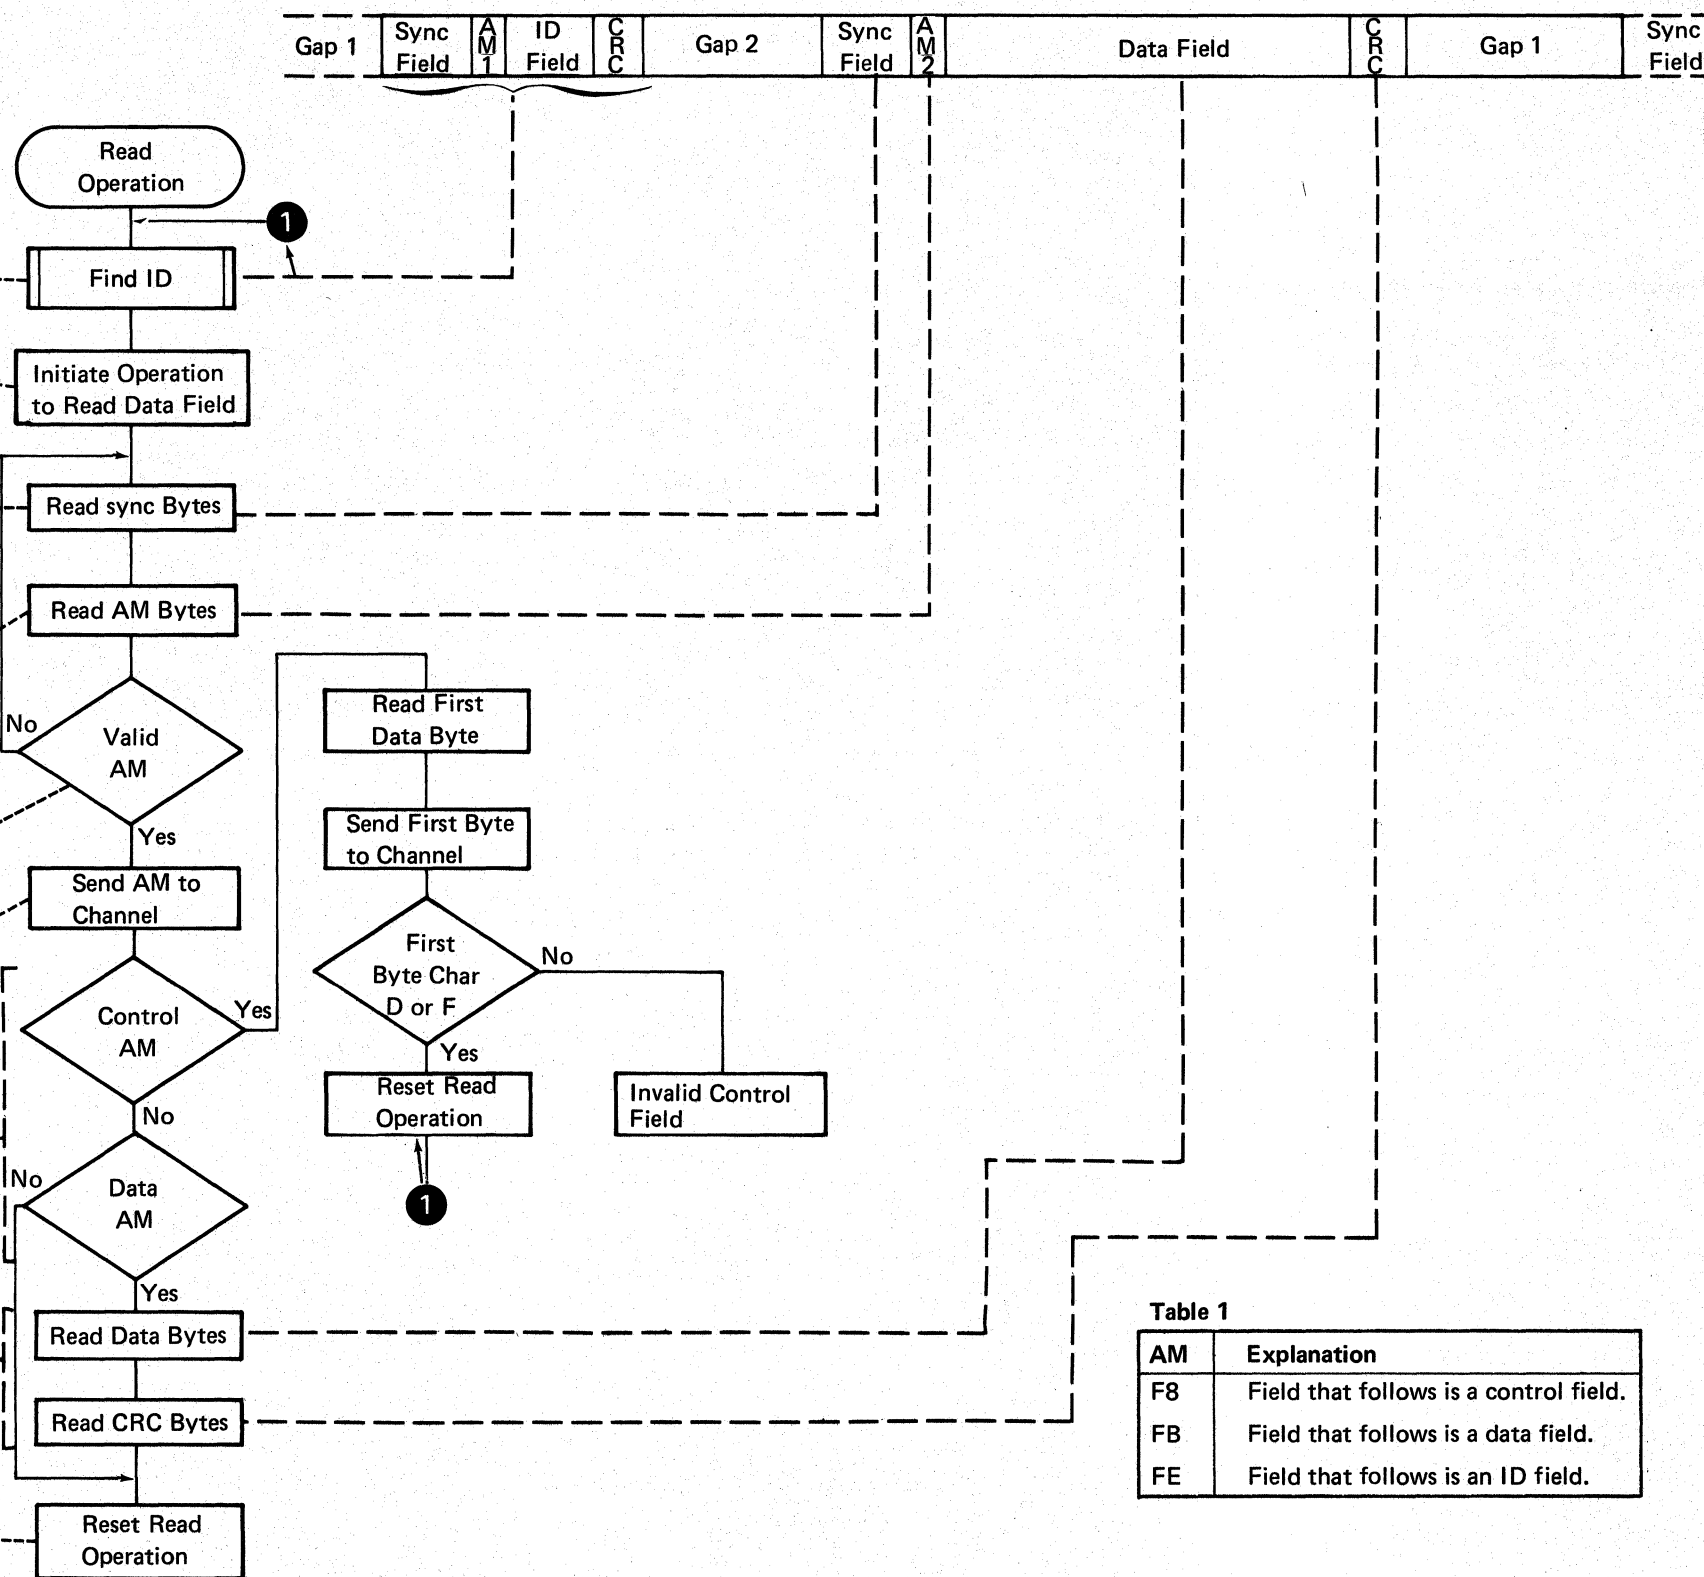 Gap 1
Sync
Field
AM1
ID
Field
CRC
Gap 2
Sync
Field
AM2
Data Field
CRC
Gap 1
Sync
Field
Read
Operation
1
Find ID
Initiate Operation
to Read Data Field
Read sync Bytes
Read AM Bytes
No
Valid
AM
Yes
Send AM to
Channel
Control
AM
Yes
No
No
Data
AM
Yes
Read Data Bytes
Read CRC Bytes
Reset Read
Operation
Read First
Data Byte
Send First Byte
to Channel
First
Byte Char
D or F
No
Yes
Reset Read
Operation
1
Invalid Control
Field
Table 1
AM Explanation
F8 Field that follows is a control field.
FB Field that follows is a data field.
FE Field that follows is an ID field.